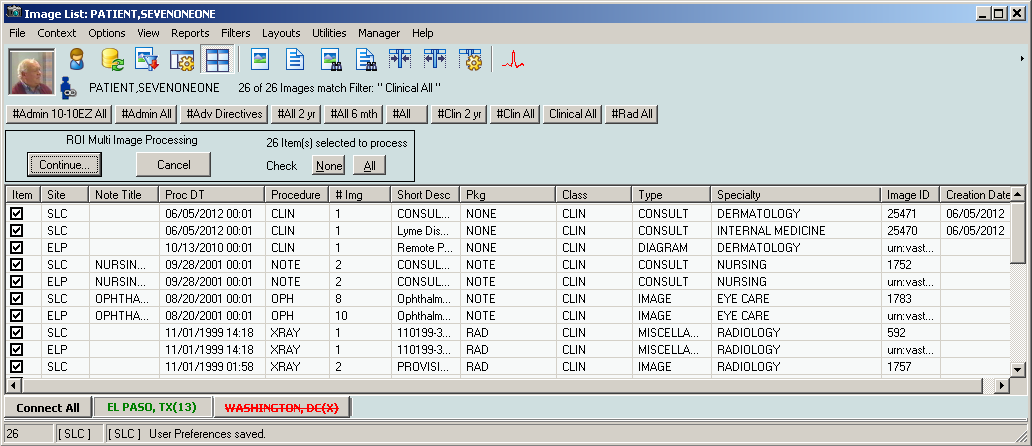 Image List: PATIENT,SEVENONEONE
File Context Options View Reports Filters Layouts Utilities Manager Help
PATIENT,SEVENONEONE 26 of 26 Images match Filter: " Clinical All "
#Admin 10-10EZ All #Admin All #Adv Directives #All 2 yr #All 6 mth #All #Clin 2 yr #Clin All Clinical All #Rad All
ROI Multi Image Processing 26 Item(s) selected to process
Continue... Cancel Check None All
Item Site Note Title Proc DT Procedure # Img Short Desc Pkg Class Type Specialty Image ID Creation Date
SLC 06/05/2012 00:01 CLIN 1 CONSUL... NONE CLIN CONSULT DERMATOLOGY 25471 06/05/2012
SLC 06/05/2012 00:01 CLIN 1 Lyme Dis... NONE CLIN CONSULT INTERNAL MEDICINE 25470 06/05/2012
ELP 10/13/2010 00:01 CLIN 1 Remote P... NONE CLIN DIAGRAM DERMATOLOGY urn:vast...
SLC NURSIN... 09/28/2001 00:01 NOTE 2 CONSUL... NOTE CLIN CONSULT NURSING 1752
ELP NURSIN... 09/28/2001 00:01 NOTE 2 CONSUL... NOTE CLIN CONSULT NURSING urn:vast...
SLC OPHTHA... 08/20/2001 00:01 OPH 8 Ophthalm... NOTE CLIN IMAGE EYE CARE 1783
ELP OPHTHA... 08/20/2001 00:01 OPH 10 Ophthalm... NOTE CLIN IMAGE EYE CARE urn:vast...
SLC 11/01/1999 14:18 XRAY 1 110199-3... RAD CLIN MISCELLA... RADIOLOGY 592
ELP 11/01/1999 14:18 XRAY 1 110199-3... RAD CLIN MISCELLA... RADIOLOGY urn:vast...
SLC 11/01/1999 01:58 XRAY 2 PROVISI... RAD CLIN IMAGE RADIOLOGY 1757
Connect All EL PASO, TX(13) WASHINGTON, DC(X)
26 [ SLC ] [ SLC ] User Preferences saved.